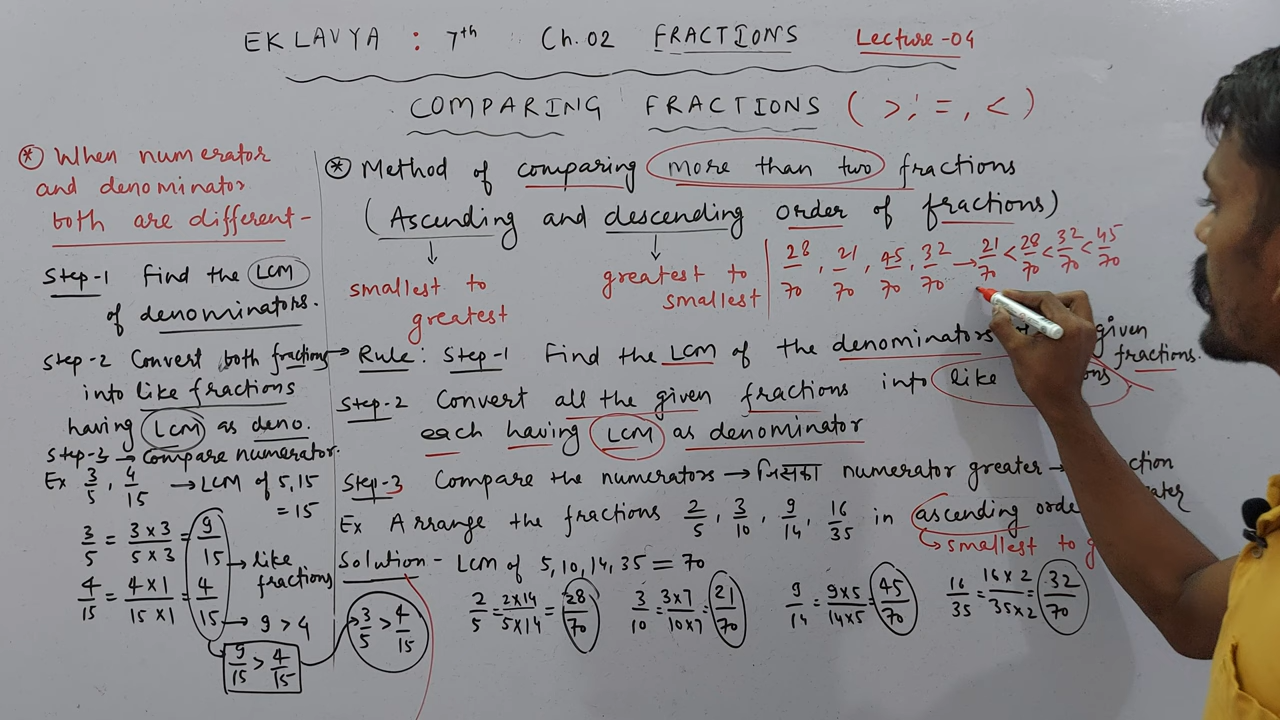 EKLAVYA : 7th Ch.02 FRACTIONS Lecture-04
COMPARING FRACTIONS ( >, =, < )
* When numerator
and denominator
both are different-
Step-1 Find the LCM
of denominators.
Step-2 Convert both fractions
into like fractions
having LCM as deno.
Step-3 → Compare numerator.
Ex 3/5, 4/15 → LCM of 5,15
= 15
3/5 = 3×3/5×3 = 9/15
→ like fractions
4/15 = 4×1/15×1 = 4/15
→ 9 > 4
9/15 > 4/15 → 3/5 > 4/15
* Method of comparing more than two fractions
(Ascending and descending order of fractions)
↓ smallest to greatest
↓ greatest to smallest
28/70, 21/70, 45/70, 32/70 → 21/70 < 28/70 < 32/70 < 45/70
→ Rule: Step-1 Find the LCM of the denominators given
fractions.
Step-2 Convert all the given fractions into like
each having LCM as denominator
Step-3 Compare the numerators → जिसका numerator greater →
Ex Arrange the fractions 2/5, 3/10, 9/14, 16/35 in ascending
↳ smallest to
Solution - LCM of 5,10,14,35 = 70
2/5 = 2×14/5×14 = 28/70 3/10 = 3×7/10×7 = 21/70 9/14 = 9×5/14×5 = 45/70 16/35 = 16×2/35×2 = 32/70